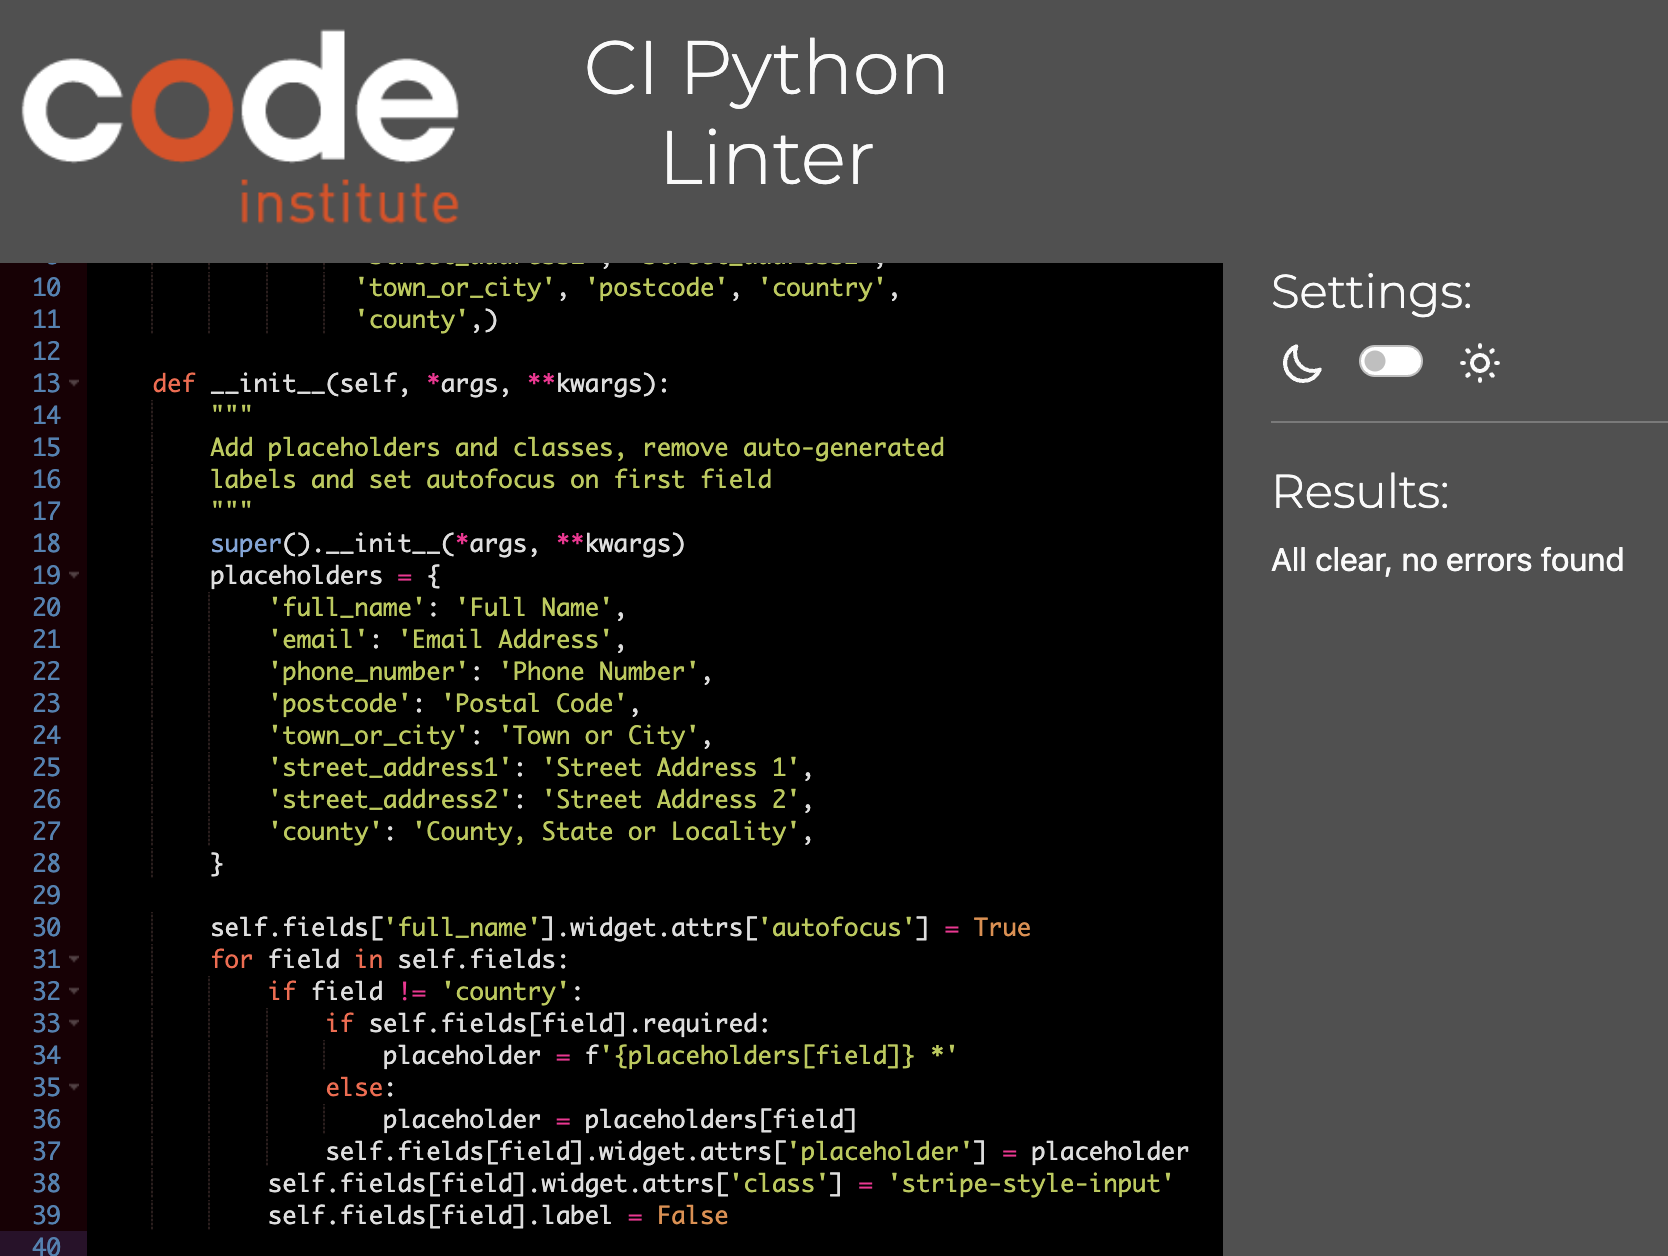 code
institute
CI Python
Linter
10 'town_or_city', 'postcode', 'country',
11 'county',)
12
13 def __init__(self, *args, **kwargs):
14 """
15 Add placeholders and classes, remove auto-generated
16 labels and set autofocus on first field
17 """
18 super().__init__(*args, **kwargs)
19 placeholders = {
20 'full_name': 'Full Name',
21 'email': 'Email Address',
22 'phone_number': 'Phone Number',
23 'postcode': 'Postal Code',
24 'town_or_city': 'Town or City',
25 'street_address1': 'Street Address 1',
26 'street_address2': 'Street Address 2',
27 'county': 'County, State or Locality',
28 }
29
30 self.fields['full_name'].widget.attrs['autofocus'] = True
31 for field in self.fields:
32 if field != 'country':
33 if self.fields[field].required:
34 placeholder = f'{placeholders[field]} *'
35 else:
36 placeholder = placeholders[field]
37 self.fields[field].widget.attrs['placeholder'] = placeholder
38 self.fields[field].widget.attrs['class'] = 'stripe-style-input'
39 self.fields[field].label = False
40
Settings:
Results:
All clear, no errors found